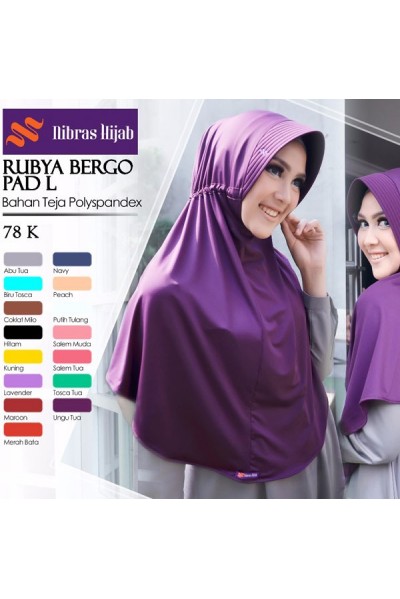 Nibras Hijab
RUBYA BERGO
PAD L
Bahan Teja Polyspandex
78 K
Abu Tua
Navy
Biru Tosca
Peach
Coklat Milo
Putih Tulang
Hitam
Salem Muda
Kuning
Salem Tua
Lavender
Tosca Tua
Maroon
Ungu Tua
Merah Bata